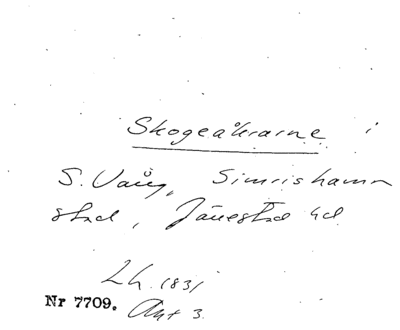 Skogeåkrarne i
S. Vång, Simrishamn
stad, Järrestad hd
Lh. 1831
Akt 3.
Nr 7709.